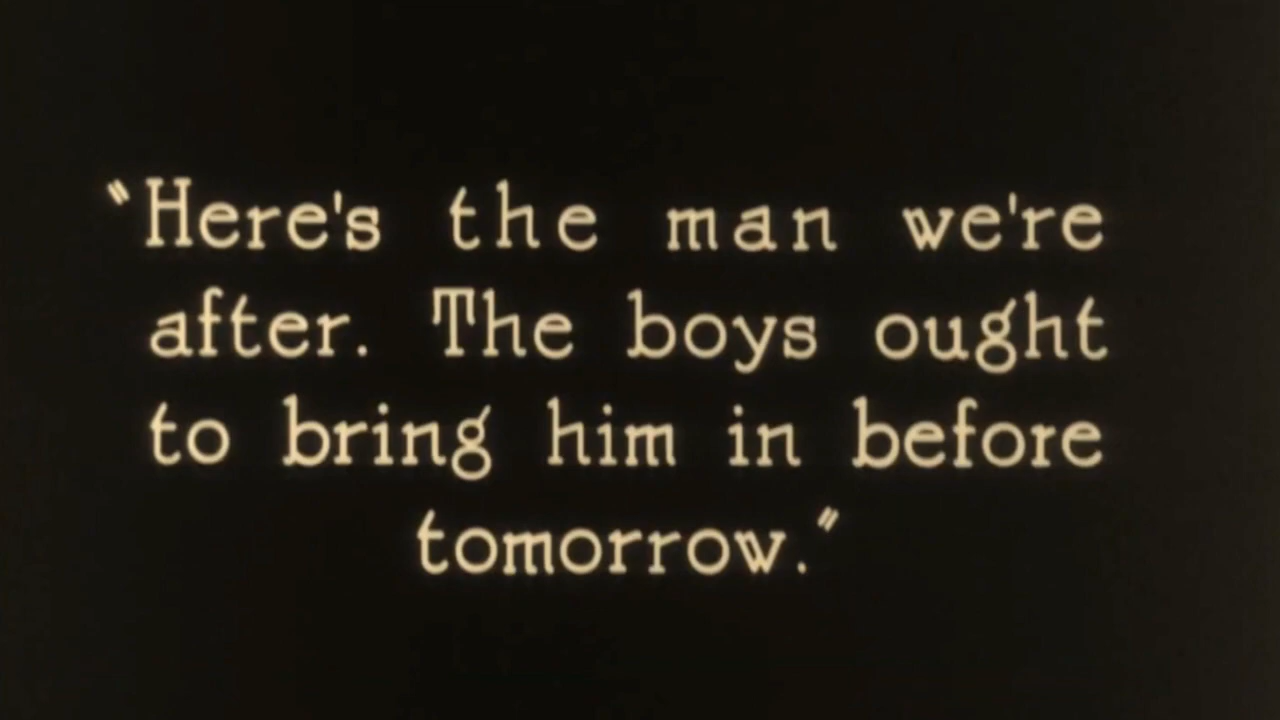 "Here's the man we're
after. The boys ought
to bring him in before
tomorrow."